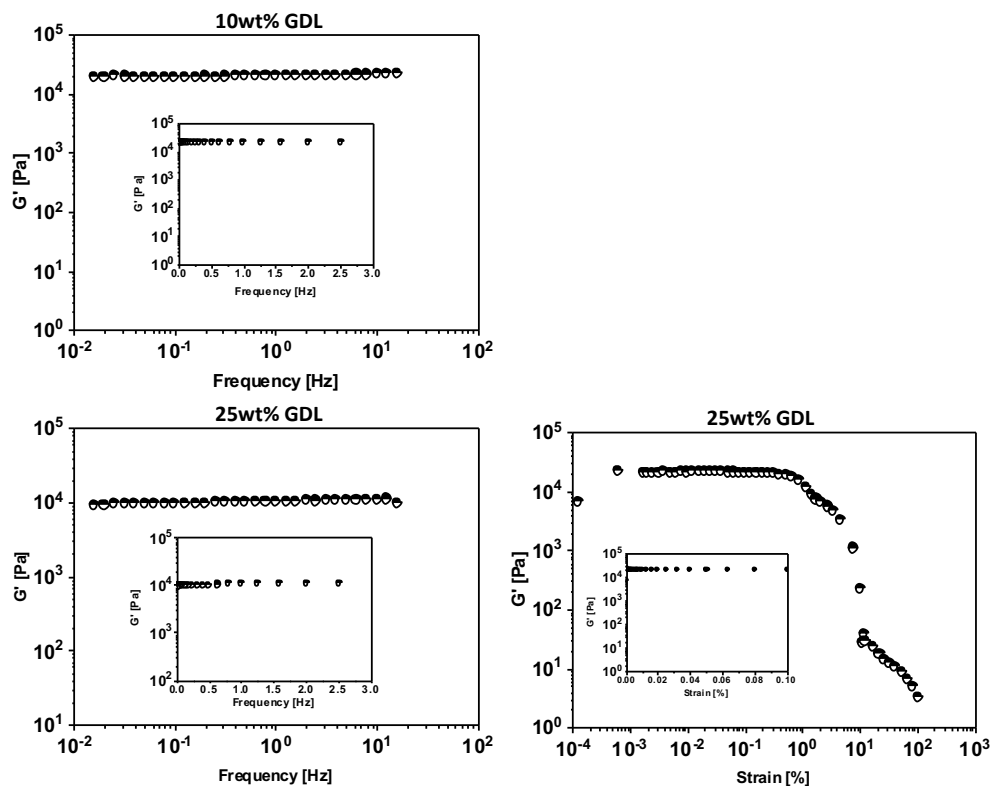 10wt% GDL
10⁵
10⁴
10³
10²
10¹
10⁰
G' [Pa]
10⁻² 10⁻¹ 10⁰ 10¹ 10²
Frequency [Hz]
10⁵
10⁴
10³
10²
10¹
10⁰
G' [Pa]
0.0 0.5 1.0 1.5 2.0 2.5 3.0
Frequency [Hz]
25wt% GDL
10⁵
10⁴
10³
10²
10¹
G' [Pa]
10⁻² 10⁻¹ 10⁰ 10¹ 10²
Frequency [Hz]
10⁵
10⁴
10³
10²
G' [Pa]
0.0 0.5 1.0 1.5 2.0 2.5 3.0
Frequency [Hz]
25wt% GDL
10⁵
10⁴
10³
10²
10¹
10⁰
G' [Pa]
10⁻⁴ 10⁻³ 10⁻² 10⁻¹ 10⁰ 10¹ 10² 10³
Strain [%]
10⁵
10⁴
10³
10²
10¹
10⁰
G' [Pa]
0.00 0.02 0.04 0.06 0.08 0.10
Strain [%]